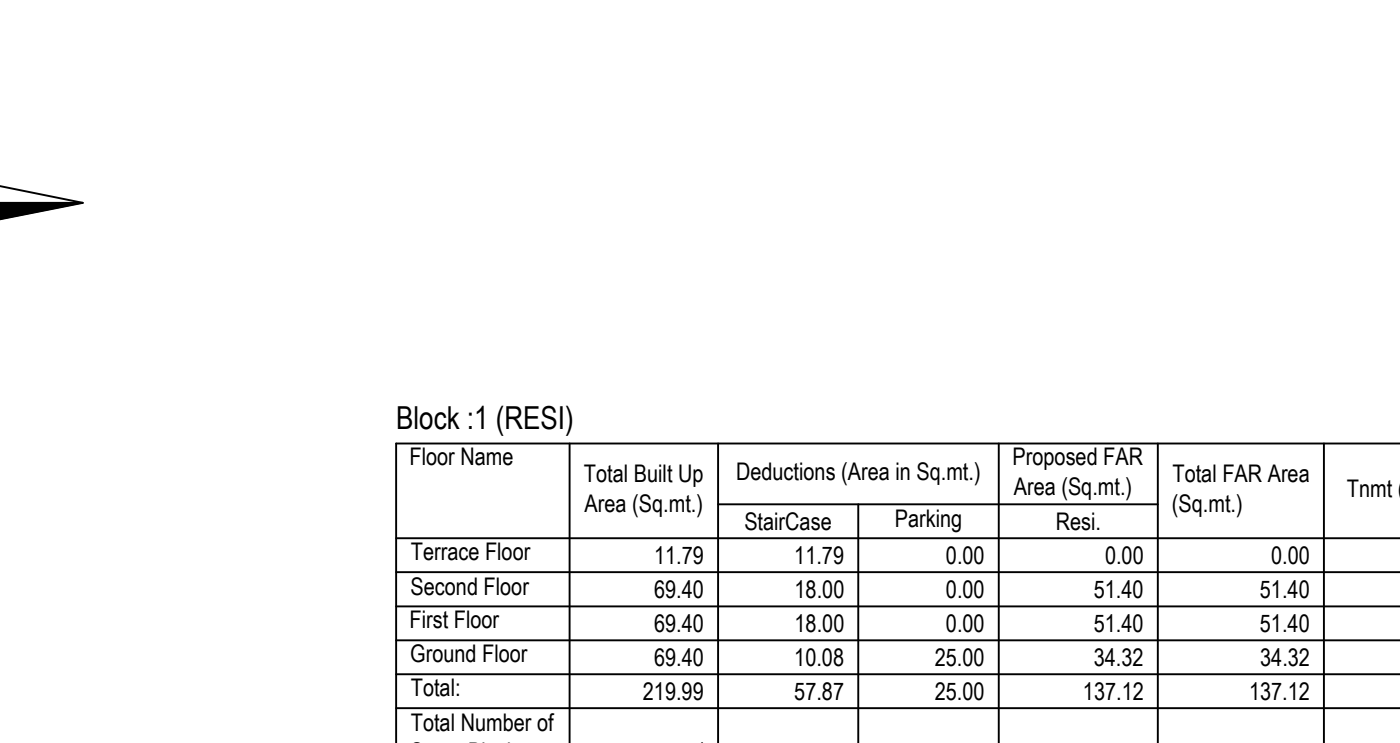 Block :1 (RESI)
Floor Name Total Built Up Area (Sq.mt.) Deductions (Area in Sq.mt.) Proposed FAR Area (Sq.mt.) Total FAR Area (Sq.mt.) Tnmt
StairCase Parking Resi.
Terrace Floor 11.79 11.79 0.00 0.00 0.00
Second Floor 69.40 18.00 0.00 51.40 51.40
First Floor 69.40 18.00 0.00 51.40 51.40
Ground Floor 69.40 10.08 25.00 34.32 34.32
Total: 219.99 57.87 25.00 137.12 137.12
Total Number of